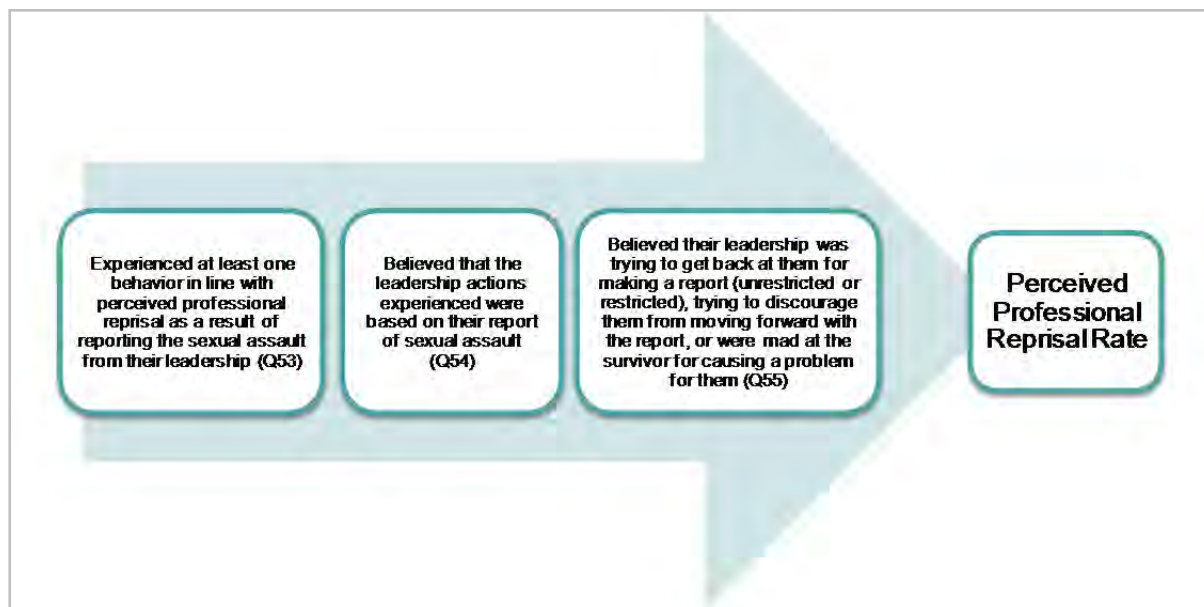 Experienced at least one
behavior in line with
perceived professional
reprisal as a result of
reporting the sexual assault
from their leadership (Q53)
Believed that the
leadership actions
experienced were
based on their report
of sexual assault
(Q54)
Believed their leadership was
trying to get back at them for
making a report (unrestricted or
restricted), trying to discourage
them from moving forward with
the report, or were mad at the
survivor for causing a problem
for them (Q55)
Perceived
Professional
Reprisal Rate